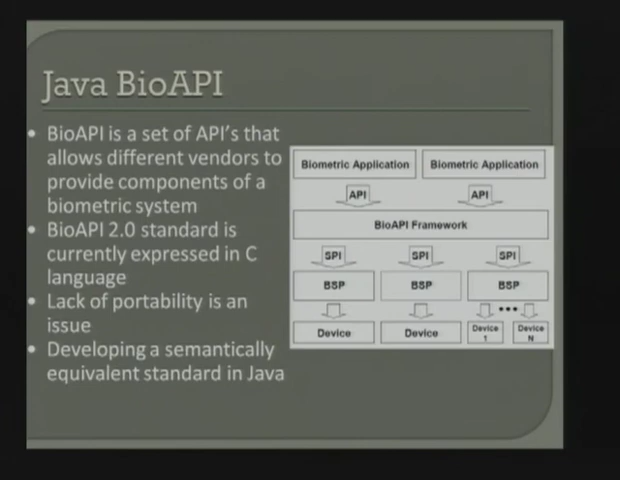 Java BioAPI
• BioAPI is a set of API's that
allows different vendors to
provide components of a
biometric system
• BioAPI 2.0 standard is
currently expressed in C
language
• Lack of portability is an
issue
• Developing a semantically
equivalent standard in Java
Biometric Application Biometric Application
API API
BioAPI Framework
SPI SPI SPI
BSP BSP BSP
•••
Device Device Device 1 Device N